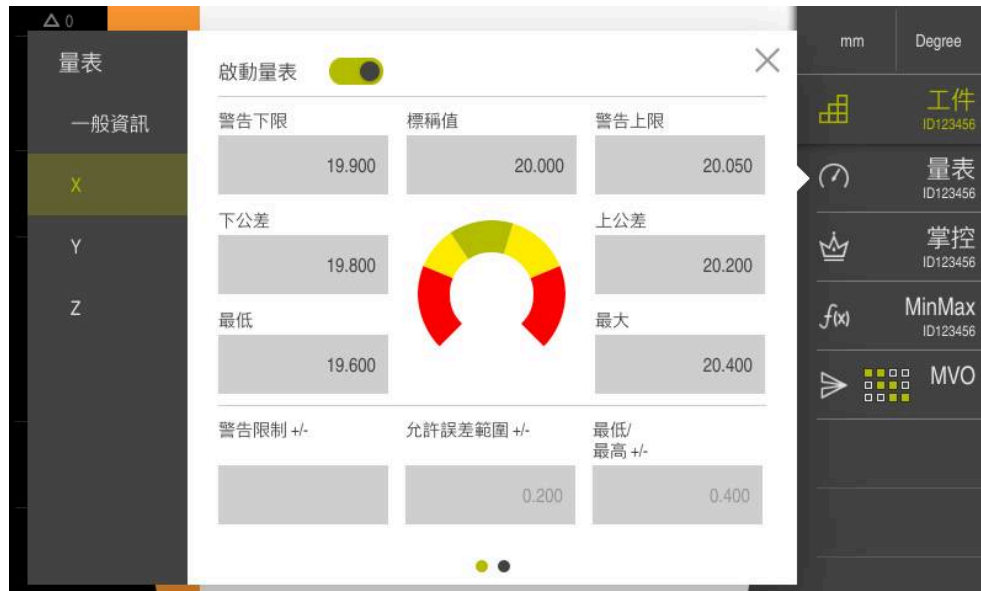 △ 0
量表
一般資訊
X
Y
Z
啟動量表
警告下限 標稱值 警告上限
19.900 20.000 20.050
下公差 上公差
19.800 20.200
最低 最大
19.600 20.400
警告限制 +/- 允許誤差範圍 +/- 最低/
最高 +/-
0.200 0.400
mm Degree
工件
ID123456
量表
ID123456
掌控
ID123456
f(x) MinMax
ID123456
MVO